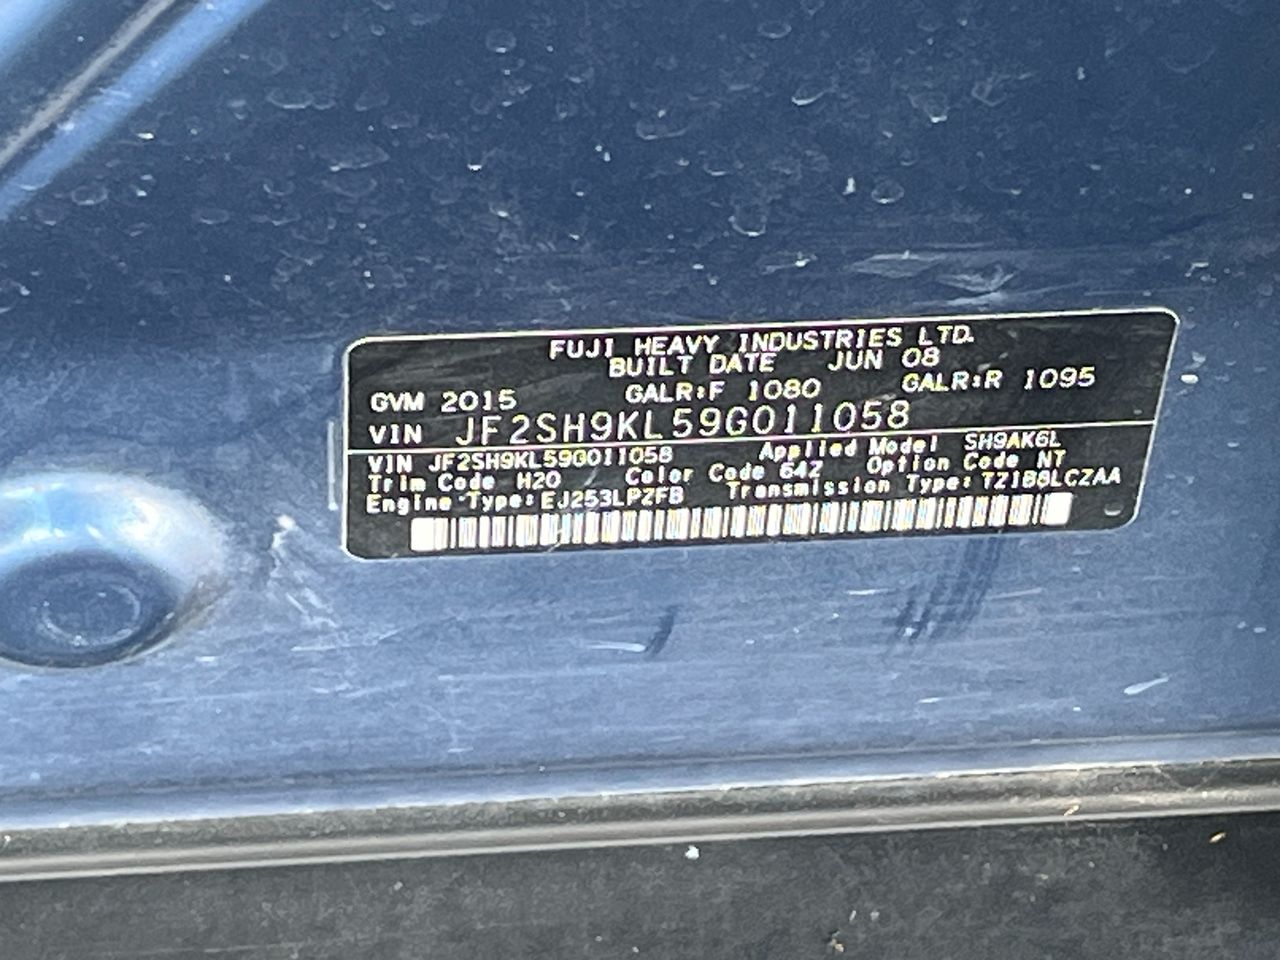 FUJI HEAVY INDUSTRIES LTD.
BUILT DATE JUN 08
GVM 2015 GALR:F 1080 GALR:R 1095
VIN JF2SH9KL59G011058
VIN JF2SH9KL59G011058 Applied Model SH9AK6L
Trim Code H20 Color Code 64Z Option Code NT
Engine Type: EJ253LPZFB Transmission Type: TZ1B8LCZAA